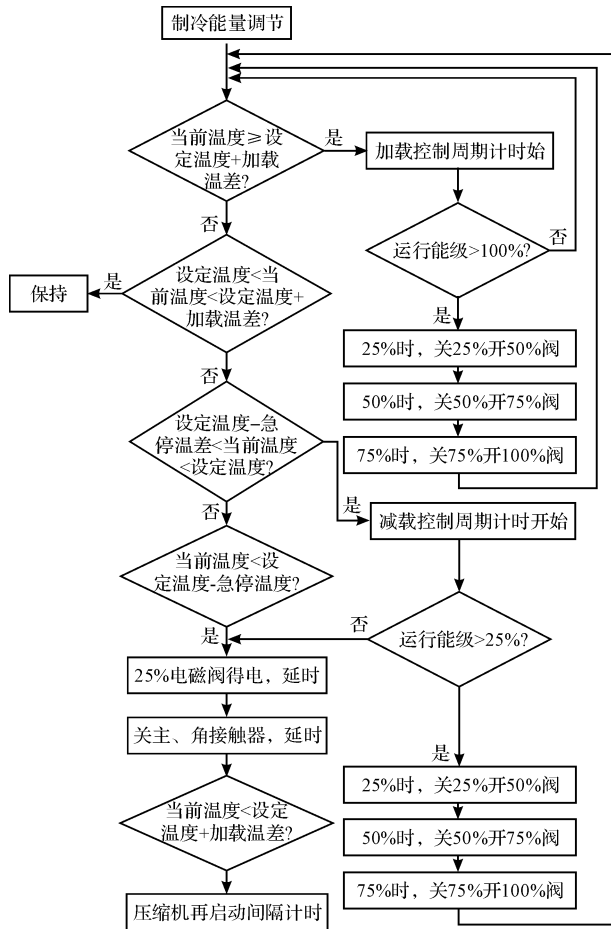 制冷能量调节
当前温度≥设
定温度+加载
温差?
是
加载控制周期计时始
否
运行能级>100%?
否
设定温度<当
前温度<设定温度+
加载温差?
是
保持
是
25%时，关25%开50%阀
50%时，关50%开75%阀
75%时，关75%开100%阀
否
设定温度–急
停温差<当前温度
<设定温度?
是
减载控制周期计时开始
否
当前温度<设
定温度-急停温度?
运行能级>25%?
否
是
25%电磁阀得电，延时
关主、角接触器，延时
当前温度<设定
温度+加载温差?
压缩机再启动间隔计时
是
25%时，关25%开50%阀
50%时，关50%开75%阀
75%时，关75%开100%阀